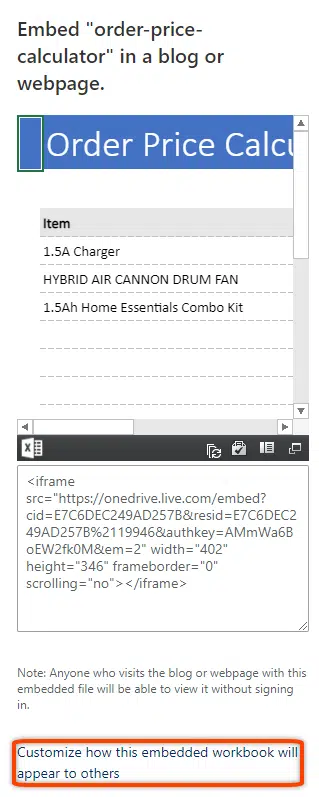 Embed "order-price-
calculator" in a blog or
webpage.
Order Price Calcu
Item
1.5A Charger
HYBRID AIR CANNON DRUM FAN
1.5Ah Home Essentials Combo Kit
<iframe
src="https://onedrive.live.com/embed?
cid=E7C6DEC249AD257B&resid=E7C6DEC2
49AD257B%2119946&authkey=AMmWa6B
oEW2fk0M&em=2" width="402"
height="346" frameborder="0"
scrolling="no"></iframe>
Note: Anyone who visits the blog or webpage with this
embedded file will be able to view it without signing
in.
Customize how this embedded workbook will
appear to others